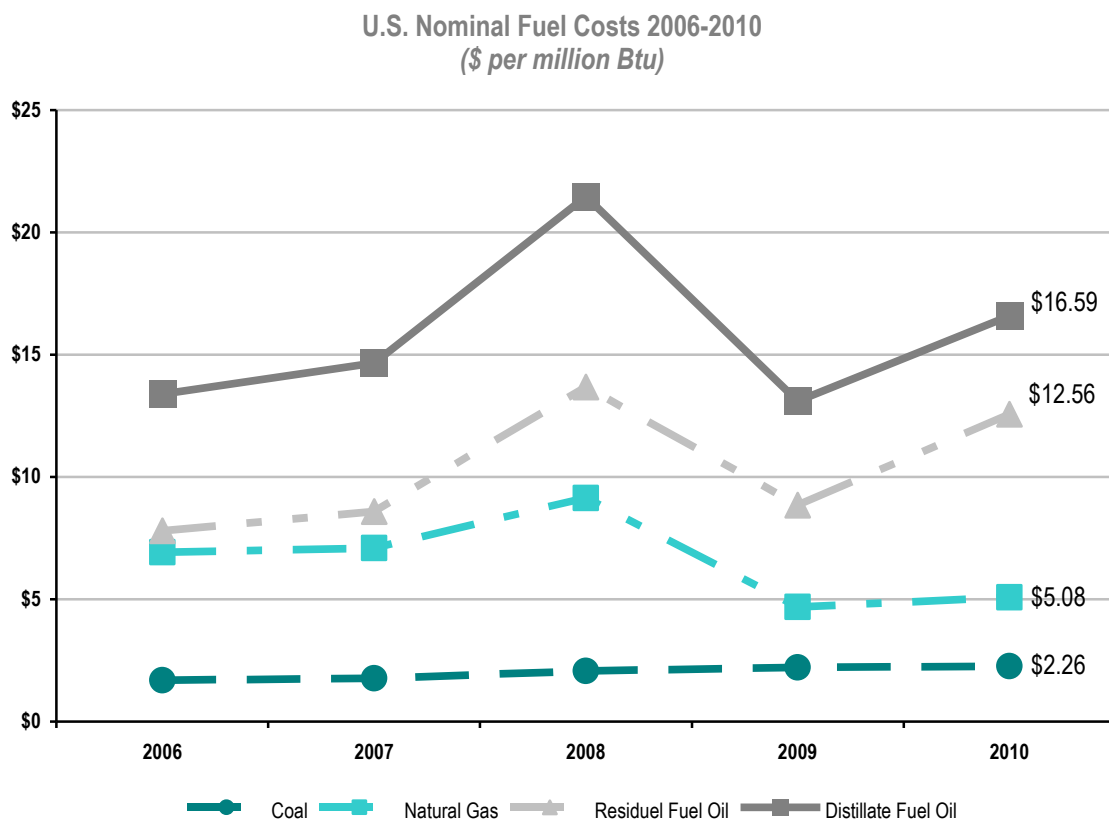 U.S. Nominal Fuel Costs 2006-2010
($ per million Btu)
$25
$20
$15
$10
$5
$0
$16.59
$12.56
$5.08
$2.26
2006 2007 2008 2009 2010
Coal Natural Gas Residuel Fuel Oil Distillate Fuel Oil